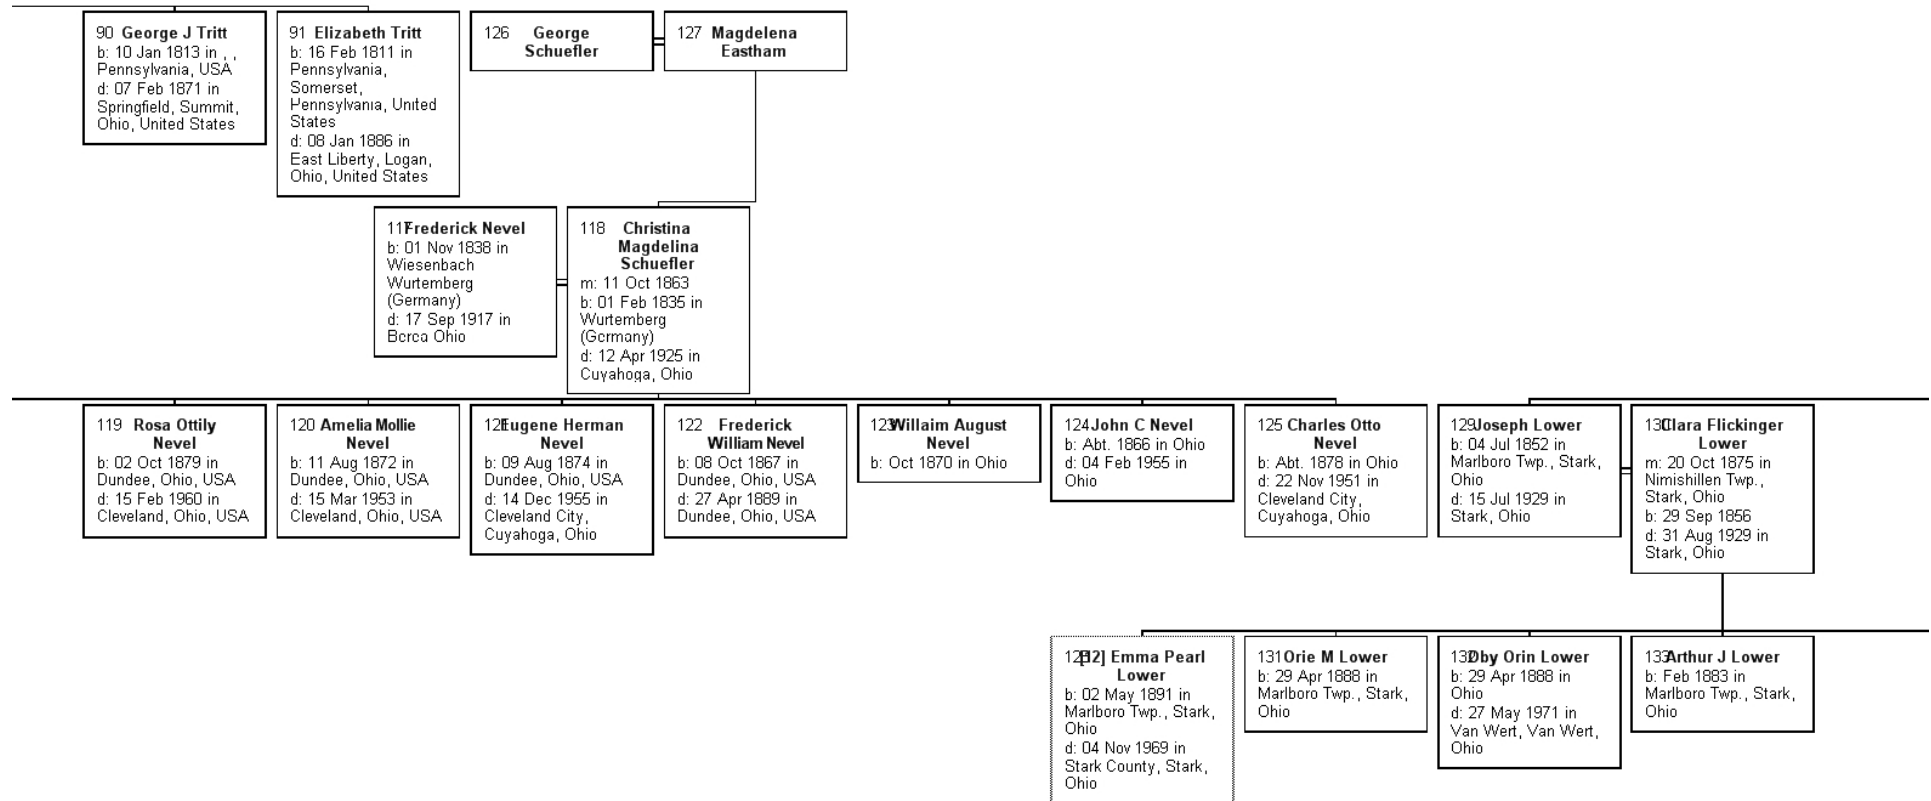 90 George J Tritt
b: 10 Jan 1813 in , ,
Pennsylvania, USA
d: 07 Feb 1871 in
Springfield, Summit,
Ohio, United States
91 Elizabeth Tritt
b: 16 Feb 1811 in
Pennsylvania,
Somerset,
Pennsylvania, United
States
d: 08 Jan 1886 in
East Liberty, Logan,
Ohio, United States
126 George
Schuefler
127 Magdelena
Eastham
117 Frederick Nevel
b: 01 Nov 1838 in
Wiesenbach
Wurtemberg
(Germany)
d: 17 Sep 1917 in
Berea Ohio
118 Christina
Magdelina
Schuefler
m: 11 Oct 1863
b: 01 Feb 1835 in
Wurtemberg
(Germany)
d: 12 Apr 1925 in
Cuyahoga, Ohio
119 Rosa Ottily
Nevel
b: 02 Oct 1879 in
Dundee, Ohio, USA
d: 15 Feb 1960 in
Cleveland, Ohio, USA
120 Amelia Mollie
Nevel
b: 11 Aug 1872 in
Dundee, Ohio, USA
d: 15 Mar 1953 in
Cleveland, Ohio, USA
121 Eugene Herman
Nevel
b: 09 Aug 1874 in
Dundee, Ohio, USA
d: 14 Dec 1955 in
Cleveland City,
Cuyahoga, Ohio
122 Frederick
William Nevel
b: 08 Oct 1867 in
Dundee, Ohio, USA
d: 27 Apr 1889 in
Dundee, Ohio, USA
123 Willaim August
Nevel
b: Oct 1870 in Ohio
124 John C Nevel
b: Abt. 1866 in Ohio
d: 04 Feb 1955 in
Ohio
125 Charles Otto
Nevel
b: Abt. 1878 in Ohio
d: 22 Nov 1951 in
Cleveland City,
Cuyahoga, Ohio
129 Joseph Lower
b: 04 Jul 1852 in
Marlboro Twp., Stark,
Ohio
d: 15 Jul 1929 in
Stark, Ohio
130 Clara Flickinger
Lower
m: 20 Oct 1875 in
Nimishillen Twp.,
Stark, Ohio
b: 29 Sep 1856
d: 31 Aug 1929 in
Stark, Ohio
Emma Pearl
Lower
b: 02 May 1891 in
Marlboro Twp., Stark,
Ohio
d: 04 Nov 1969 in
Stark County, Stark,
Ohio
131 Orie M Lower
b: 29 Apr 1888 in
Marlboro Twp., Stark,
Ohio
132 Oby Orin Lower
b: 29 Apr 1888 in
Ohio
d: 27 May 1971 in
Van Wert, Van Wert,
Ohio
133 Arthur J Lower
b: Feb 1883 in
Marlboro Twp., Stark,
Ohio